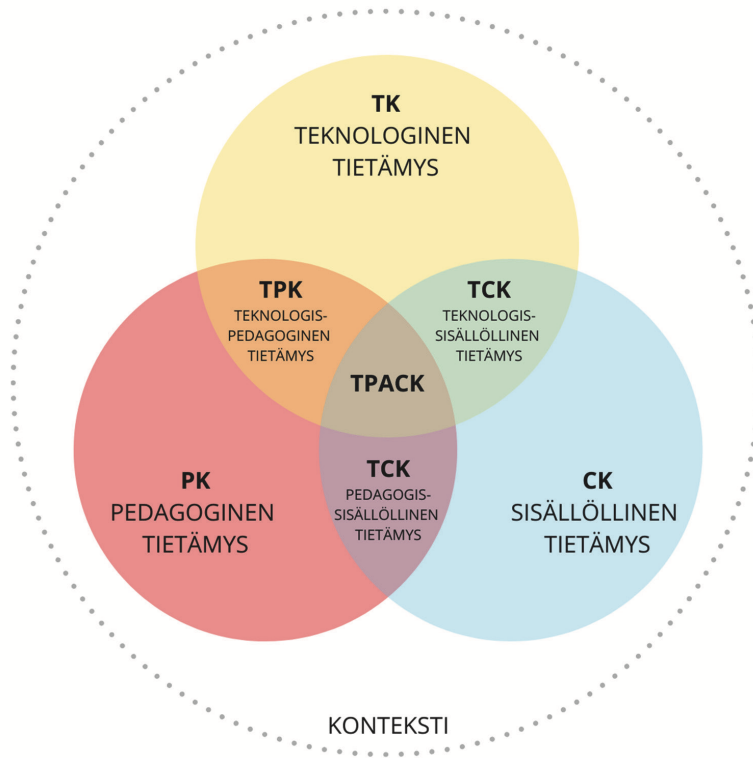 TK
TEKNOLOGINEN
TIETÄMYS
TPK
TEKNOLOGIS-
PEDAGOGINEN
TIETÄMYS
TCK
TEKNOLOGIS-
SISÄLLÖLLINEN
TIETÄMYS
TPACK
PK
PEDAGOGINEN
TIETÄMYS
TCK
PEDAGOGIS-
SISÄLLÖLLINEN
TIETÄMYS
CK
SISÄLLÖLLINEN
TIETÄMYS
KONTEKSTI